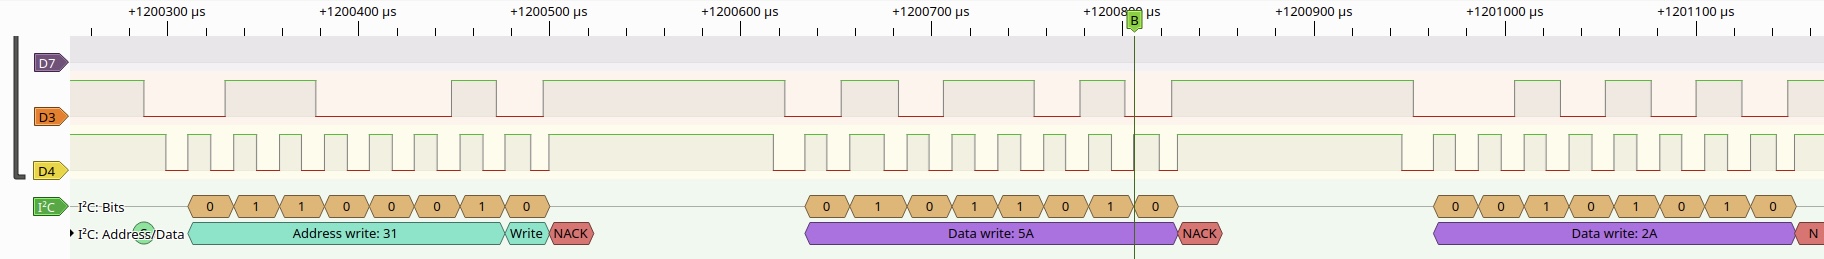 +1200300 µs +1200400 µs +1200500 µs +1200600 µs +1200700 µs +1200800 µs +1200900 µs +1201000 µs +1201100 µs
B
D7
D3
D4
I²C I²C: Bits 0 1 1 0 0 0 1 0 0 1 0 1 1 0 1 0 0 0 1 0 1 0 1 0
I²C: Address/Data Address write: 31 Write NACK Data write: 5A NACK Data write: 2A N